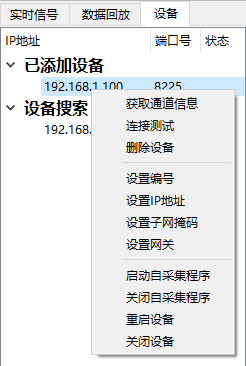 实时信号 数据回放 设备
IP地址 端口号 状态
已添加设备
192.168.1.100 8225
设备搜索
192.168.
获取通道信息
连接测试
删除设备
设置编号
设置IP地址
设置子网掩码
设置网关
启动自采集程序
关闭自采集程序
重启设备
关闭设备